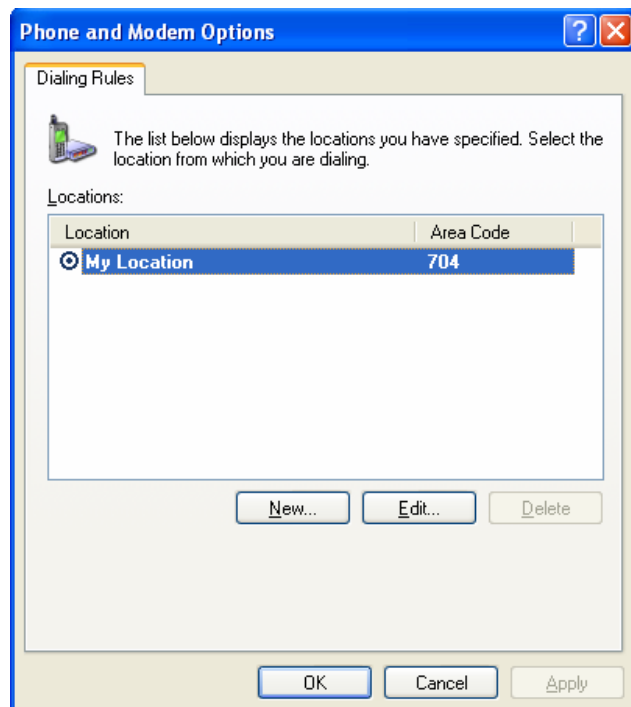 Phone and Modem Options
Dialing Rules
The list below displays the locations you have specified. Select the
location from which you are dialing.
Locations:
Location Area Code
My Location 704
New... Edit... Delete
OK Cancel Apply